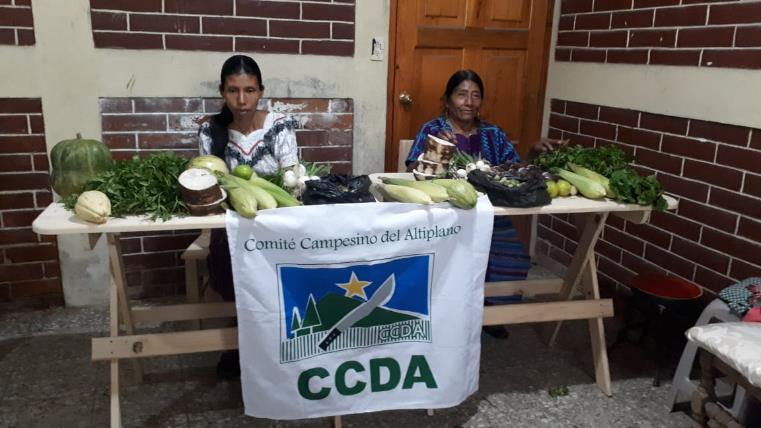 Comité Campesino del Altiplano
CCDA
CCDA